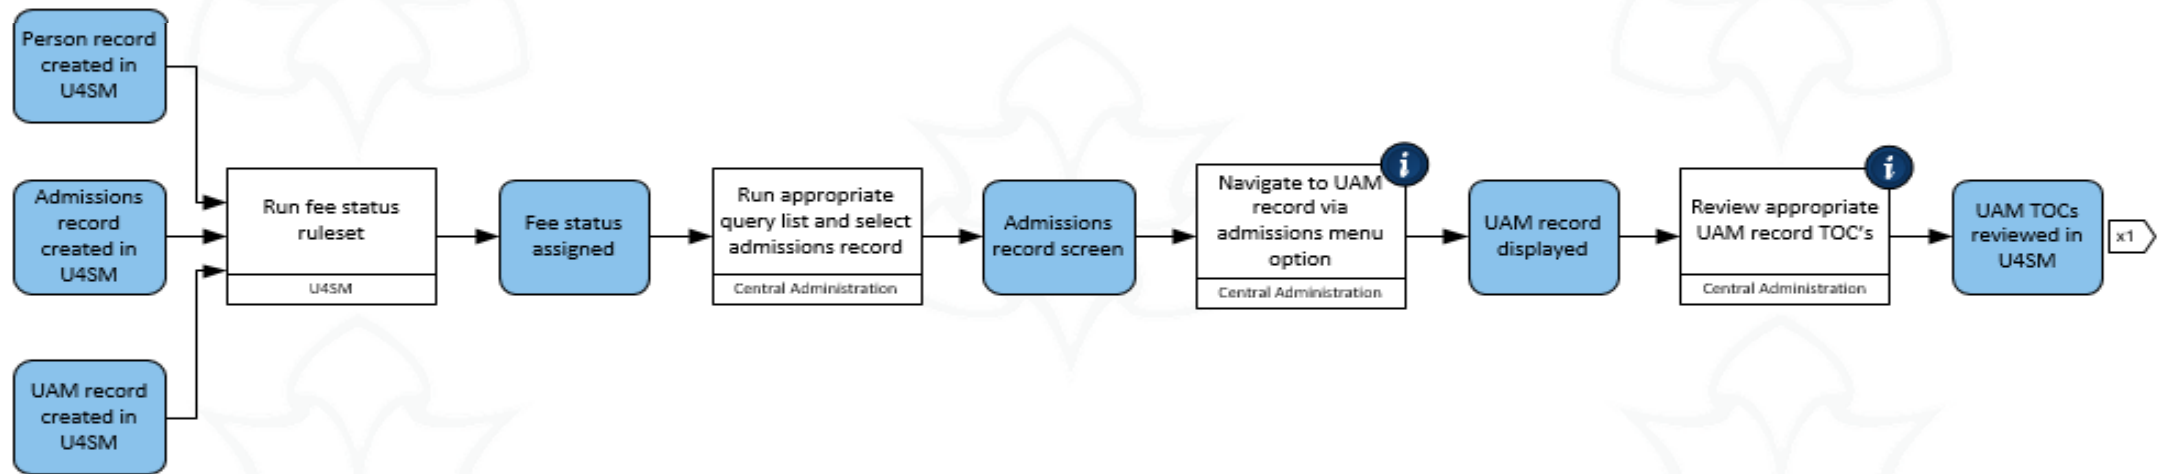 Person record
created in
U4SM
Admissions
record
created in
U4SM
UAM record
created in
U4SM
Run fee status
ruleset
U4SM
Fee status
assigned
Run appropriate
query list and select
admissions record
Central Administration
Admissions
record screen
i
Navigate to UAM
record via
admissions menu
option
Central Administration
UAM record
displayed
i
Review appropriate
UAM record TOC's
Central Administration
UAM TOCs
reviewed in
U4SM
x1